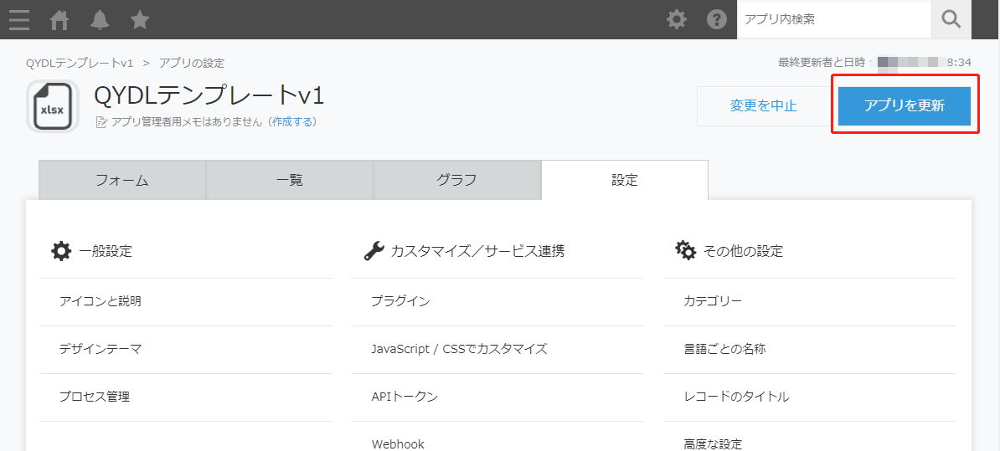 アプリ内検索
QYDLテンプレートv1 > アプリの設定
最終更新者と日時: 8:34
xlsx
QYDLテンプレートv1
アプリ管理者用メモはありません（作成する）
変更を中止
アプリを更新
フォーム
一覧
グラフ
設定
一般設定
カスタマイズ／サービス連携
その他の設定
アイコンと説明
プラグイン
カテゴリー
デザインテーマ
JavaScript / CSSでカスタマイズ
言語ごとの名称
プロセス管理
APIトークン
レコードのタイトル
Webhook
高度な設定